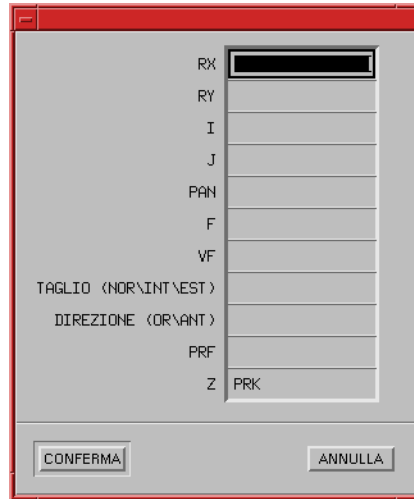 RX
RY
I
J
PAN
F
VF
TAGLIO (NOR\INT\EST)
DIREZIONE (OR\ANT)
PRF
Z PRK
CONFERMA ANNULLA